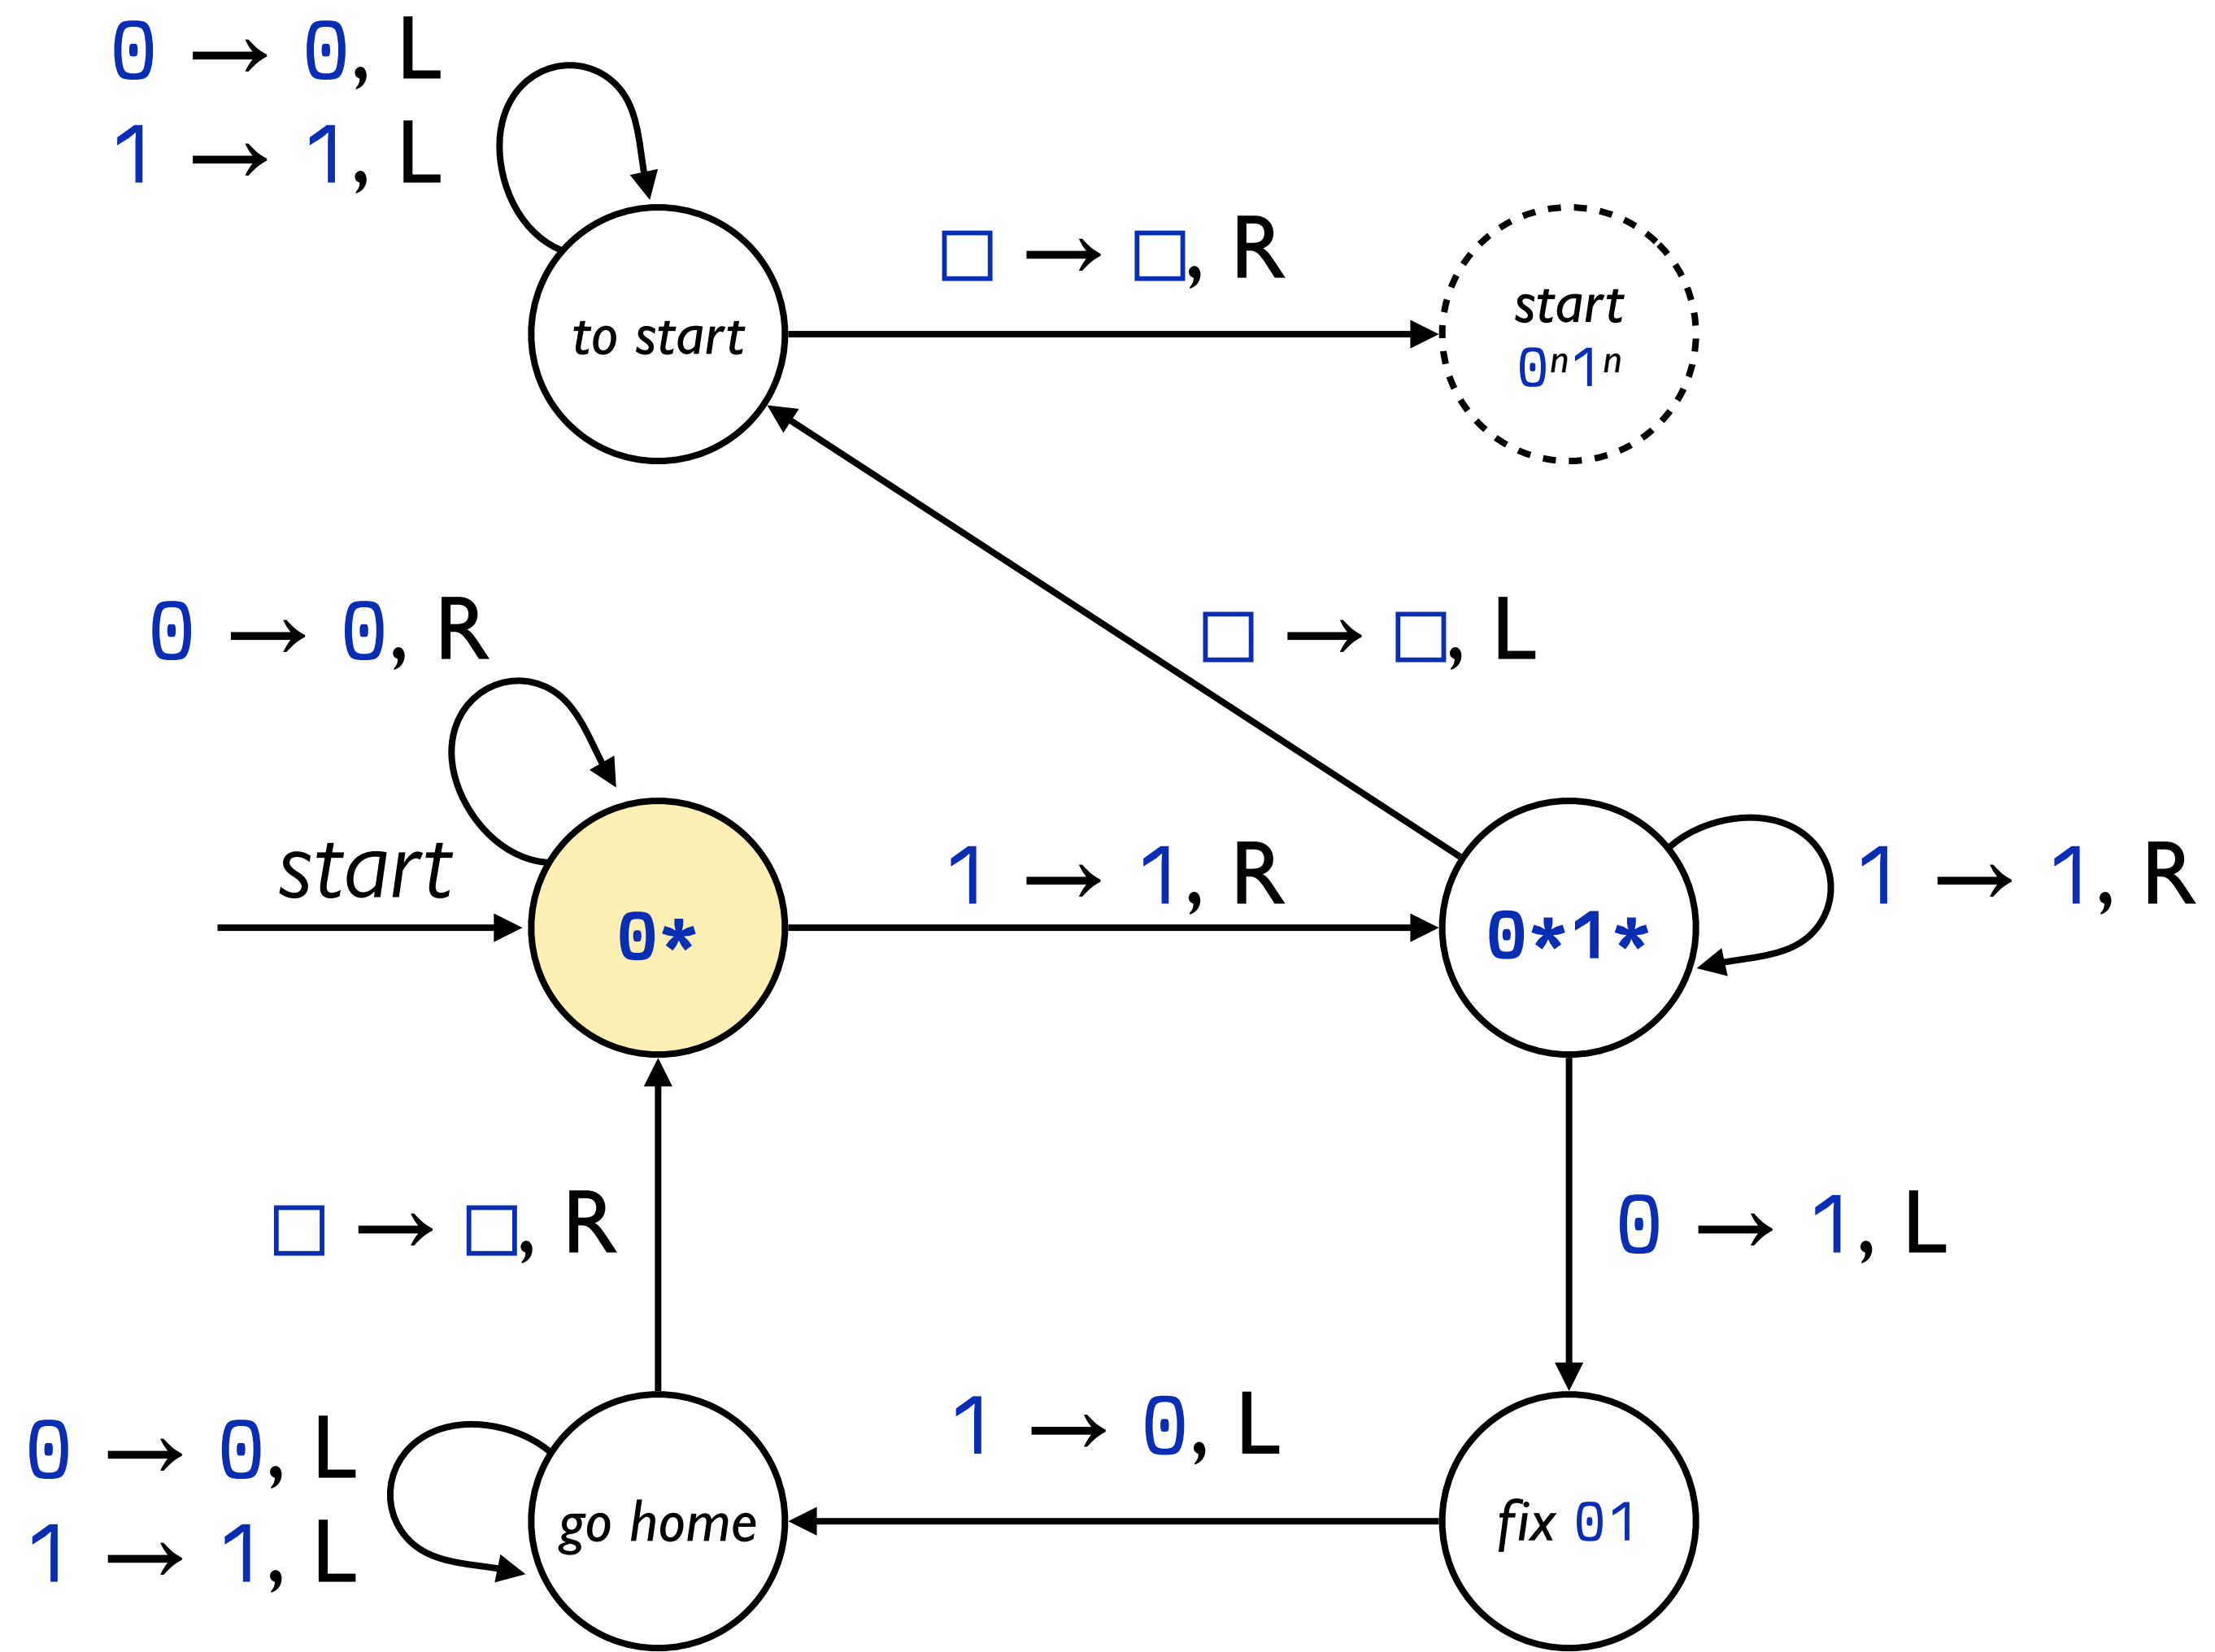 0 → 0, L
1 → 1, L
□ → □, R
to start
start
0ⁿ1ⁿ
0 → 0, R
□ → □, L
start
1 → 1, R
1 → 1, R
0*
0*1*
□ → □, R
0 → 1, L
0 → 0, L
1 → 1, L
1 → 0, L
go home
fix 01